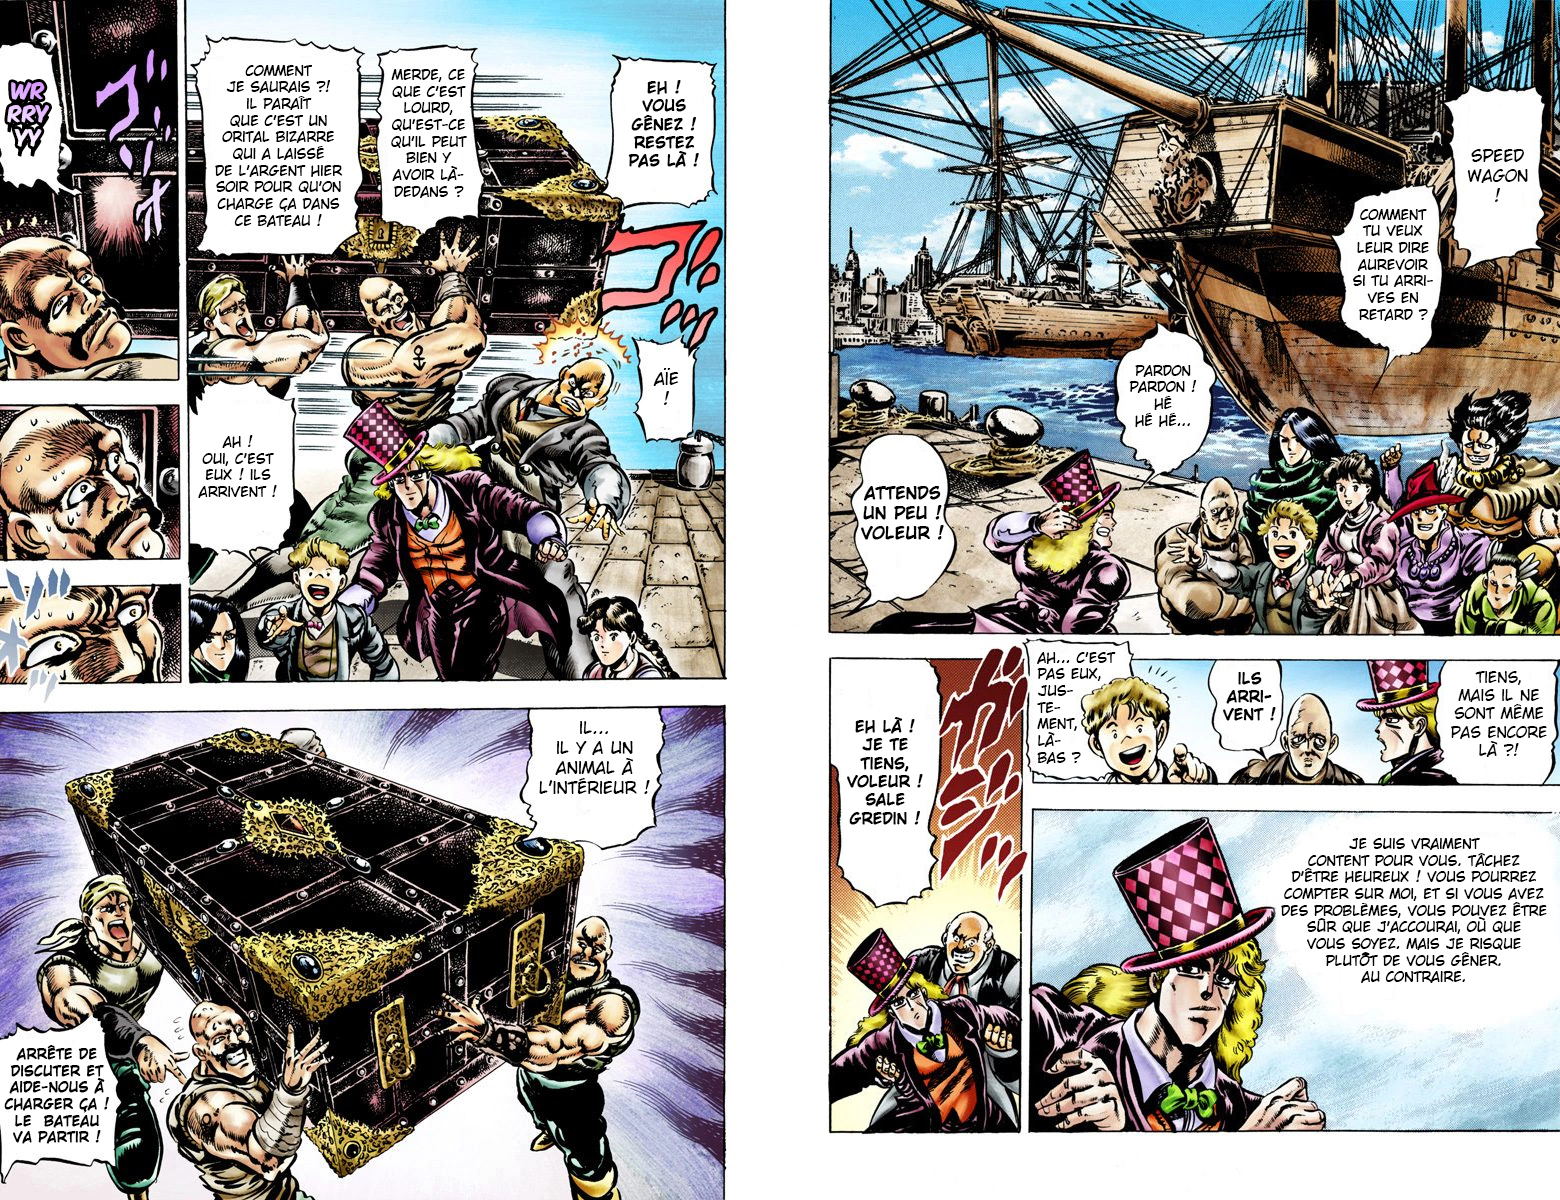 SPEED
WAGON
!
COMMENT
TU VEUX
LEUR DIRE
AUREVOIR
SI TU ARRI-
VES EN
RETARD ?
PARDON
PARDON !
HÉ
HÉ HÉ...
ATTENDS
UN PEU !
VOLEUR !
TIENS,
MAIS IL NE
SONT MÊME
PAS ENCORE
LÀ ?!
ILS
ARRI-
VENT !
AH... C'EST
PAS EUX,
JUS-
TE-
MENT,
LÀ-
BAS ?
ガッ
EH LÀ !
JE TE
TIENS,
VOLEUR !
SALE
GREDIN !
JE SUIS VRAIMENT
CONTENT POUR VOUS. TÂCHEZ
D'ÊTRE HEUREUX ! VOUS POURREZ
COMPTER SUR MOI, ET SI VOUS AVEZ
DES PROBLÈMES, VOUS POUVEZ ÊTRE
SÛR QUE J'ACCOURAI, OÙ QUE
VOUS SOYEZ. MAIS JE RISQUE
PLUTÔT DE VOUS GÊNER.
AU CONTRAIRE.
EH !
VOUS
GÊNEZ !
RESTEZ
PAS LÀ !
MERDE, CE
QUE C'EST
LOURD,
QU'EST-CE
QU'IL PEUT
BIEN Y
AVOIR LÀ-
DEDANS ?
COMMENT
JE SAURAIS ?!
IL PARAÎT
QUE C'EST UN
ORITAL BIZARRE
QUI A LAISSÉ
DE L'ARGENT HIER
SOIR POUR QU'ON
CHARGE ÇA DANS
CE BATEAU !
AÏE
!
AH !
OUI, C'EST
EUX ! ILS
ARRIVENT !
WR
RRY
YY
IL...
IL Y A UN
ANIMAL À
L'INTÉRIEUR !
ARRÊTE DE
DISCUTER ET
AIDE-NOUS À
CHARGER ÇA !
LE BATEAU
VA PARTIR !